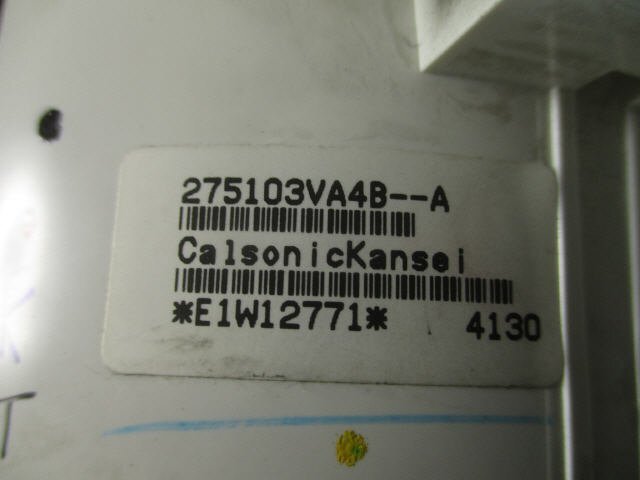 275103VA4B--A
CalsonicKansei
*E1W12771* 4130
T